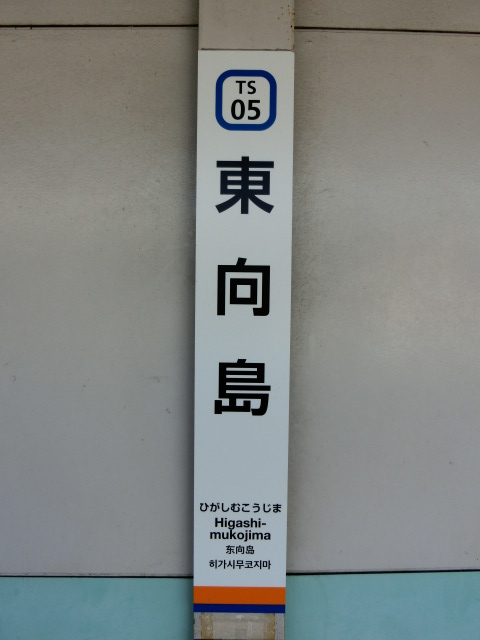 TS
05
東向島
ひがしむこうじま
Higashi-
mukojima
东向岛
히가시무코지마